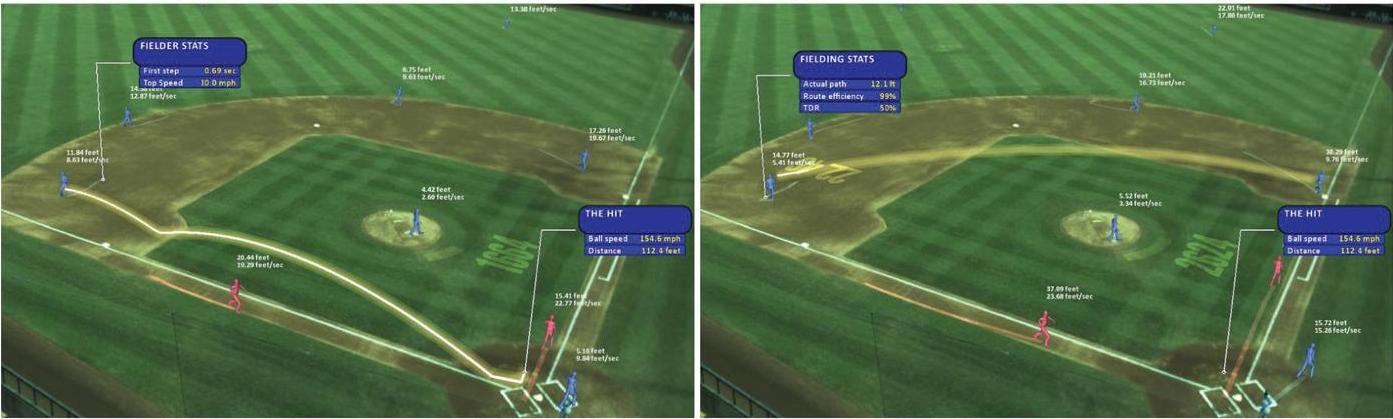 13.38 feet
FIELDER STATS
First step 0.69 sec
Top Speed 10.0 mph
12.87 feet/sec
6.75 feet
9.63 feet/sec
11.84 feet
8.63 feet/sec
17.26 feet
19.67 feet/sec
4.42 feet
2.60 feet/sec
THE HIT
Ball speed 154.6 mph
Distance 112.4 feet
20.44 feet
19.29 feet/sec
15.41 feet
22.77 feet/sec
5.18 feet
9.84 feet/sec
22.91 feet
17.80 feet/sec
FIELDING STATS
Actual path 12.1 ft
Route efficiency 99%
TDR 50%
19.21 feet
16.73 feet/sec
14.77 feet
5.41 feet/sec
30.29 feet
9.76 feet/sec
5.52 feet
3.34 feet/sec
2624
THE HIT
Ball speed 154.6 mph
Distance 112.4 feet
37.09 feet
23.68 feet/sec
15.72 feet
15.26 feet/sec